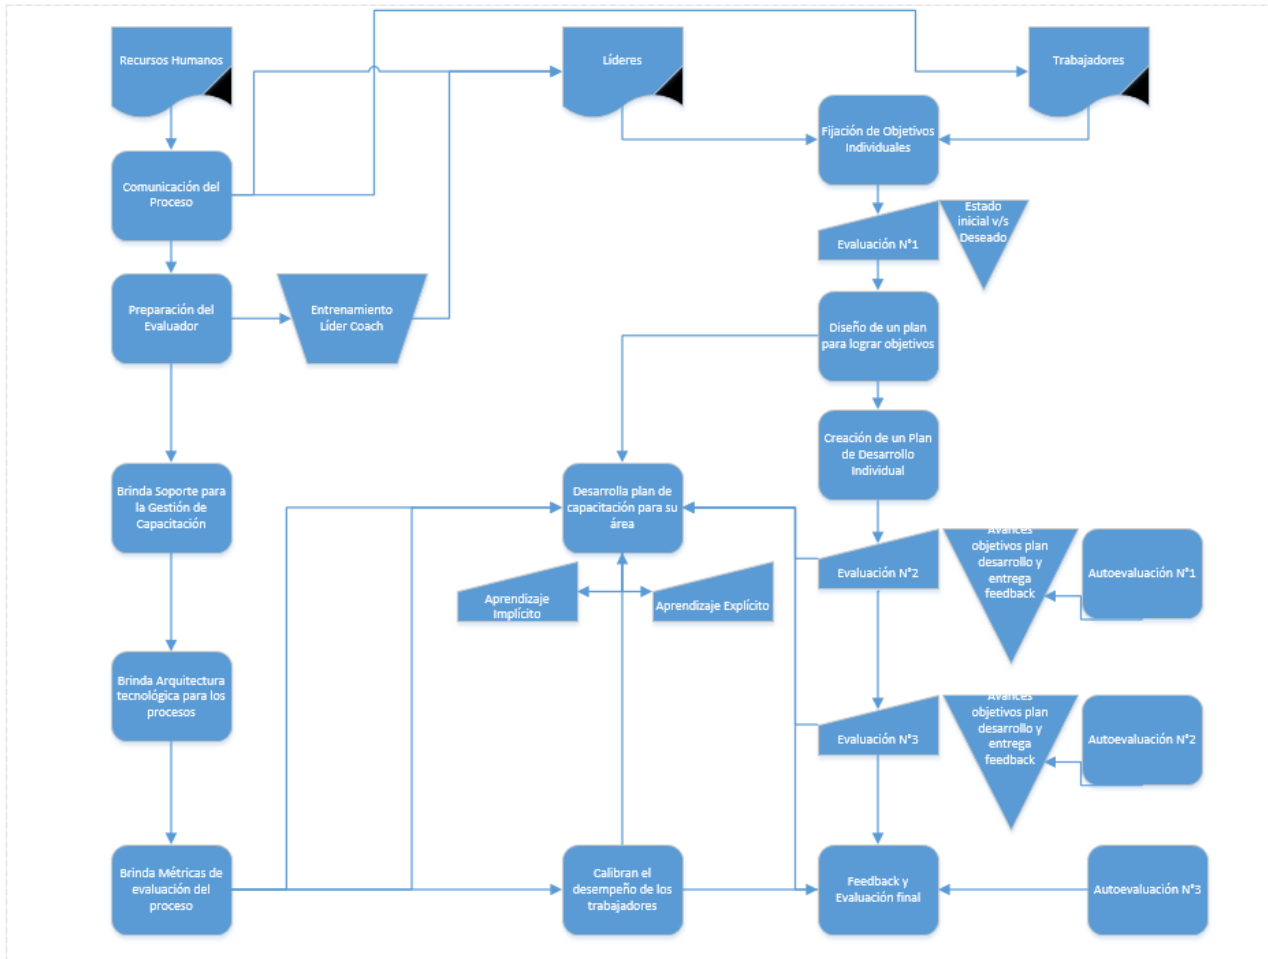 Recursos Humanos
Líderes
Trabajadores
Fijación de Objetivos
Individuales
Comunicación del
Proceso
Estado
inicial v/s
Deseado
Evaluación N°1
Preparación del
Evaluador
Entrenamiento
Líder Coach
Diseño de un plan
para lograr objetivos
Creación de un Plan
de Desarrollo
Individual
Brinda Soporte para
la Gestión de
Capacitación
Desarrolla plan de
capacitación para su
área
Evaluación N°2
Avances
objetivos plan
desarrollo y
entrega
feedback
Autoevaluación N°1
Aprendizaje
Implícito
Aprendizaje Explícito
Brinda Arquitectura
tecnológica para los
procesos
Evaluación N°3
Avances
objetivos plan
desarrollo y
entrega
feedback
Autoevaluación N°2
Brinda Métricas de
evaluación del
proceso
Calibran el
desempeño de los
trabajadores
Feedback y
Evaluación final
Autoevaluación N°3